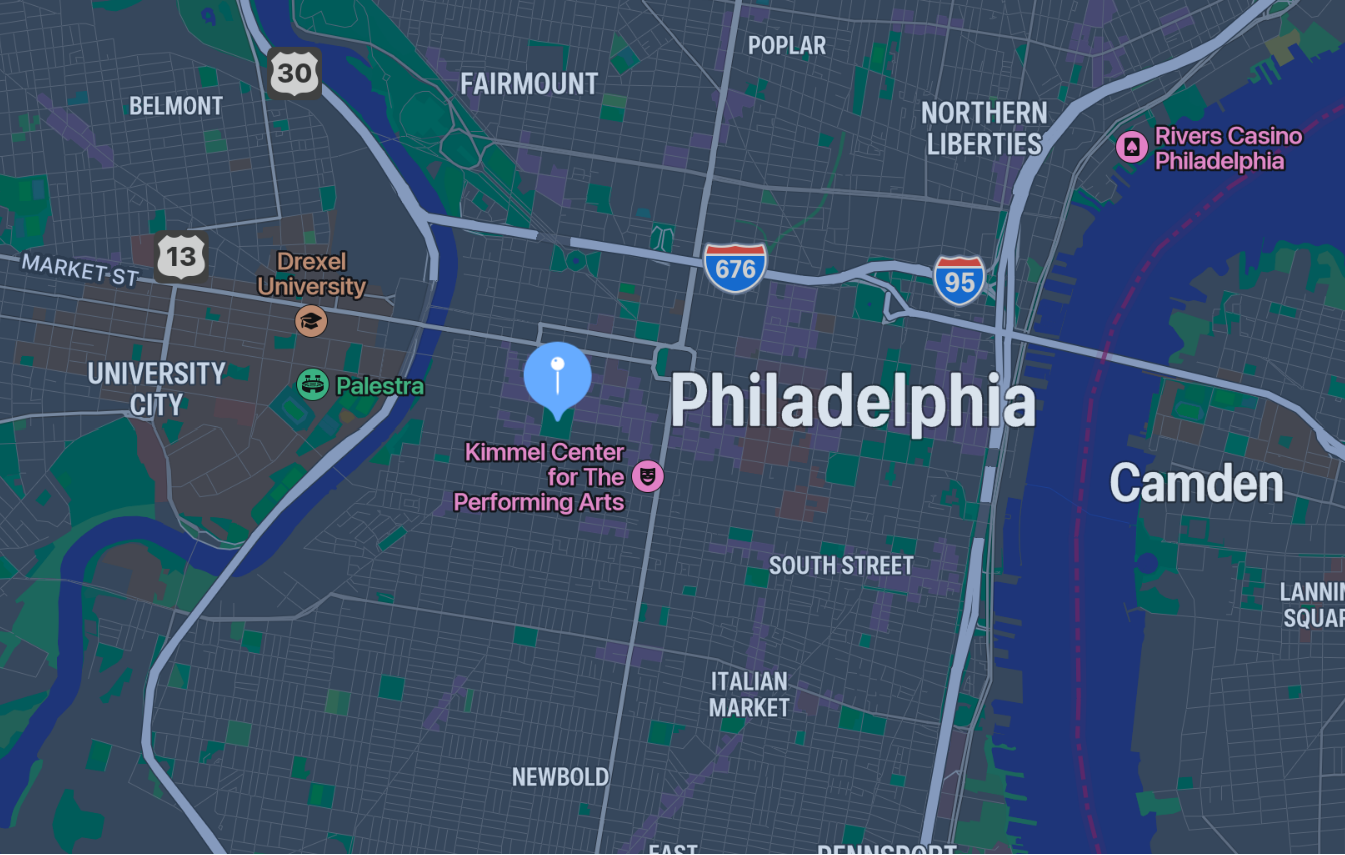 POPLAR
30
FAIRMOUNT
BELMONT
NORTHERN
LIBERTIES
Rivers Casino
Philadelphia
13
MARKET ST
Drexel
University
676
95
UNIVERSITY
CITY
Palestra
Philadelphia
Kimmel Center
for The
Performing Arts
Camden
SOUTH STREET
LANNIN
SQUAR
ITALIAN
MARKET
NEWBOLD
EAST
PENNSPORT